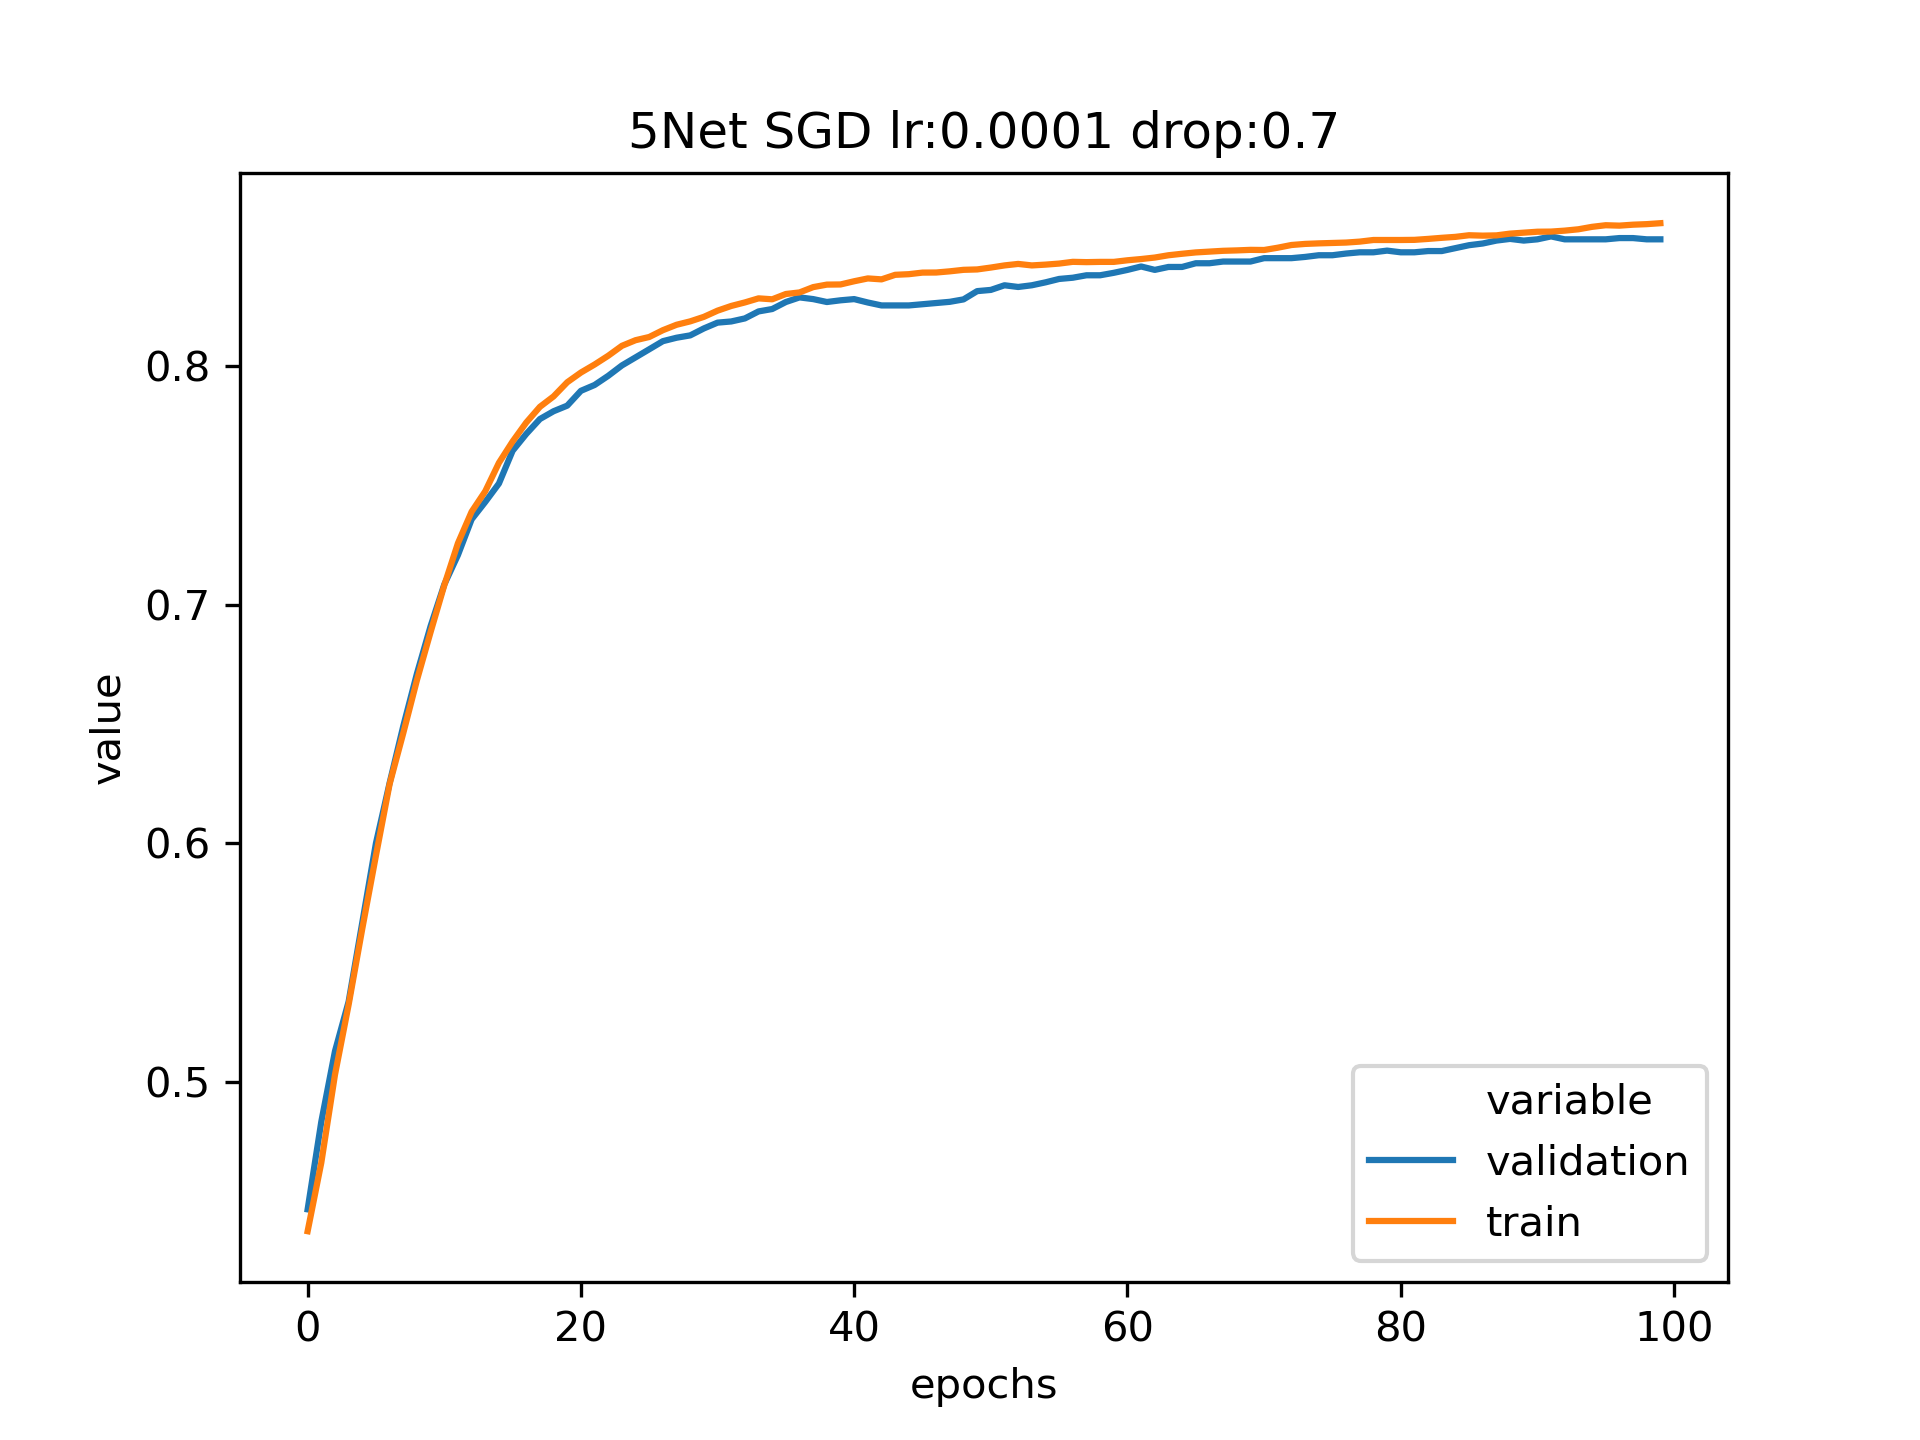 5Net SGD lr:0.0001 drop:0.7
value
0.8
0.7
0.6
0.5
variable
validation
train
0 20 40 60 80 100
epochs